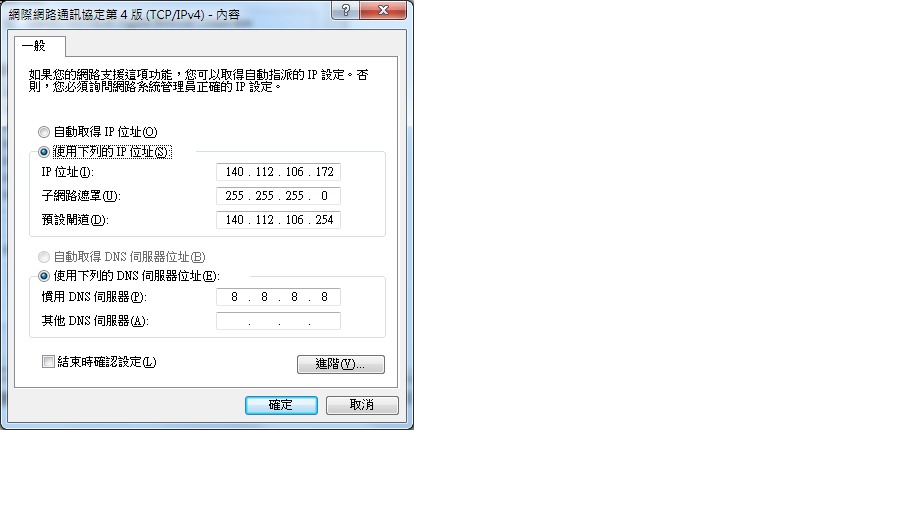 網際網路通訊協定第 4 版 (TCP/IPv4) - 內容
一般
如果您的網路支援這項功能，您可以取得自動指派的 IP 設定。否
則，您必須詢問網路系統管理員正確的 IP 設定。
自動取得 IP 位址(O)
使用下列的 IP 位址(S):
IP 位址(I): 140 . 112 . 106 . 172
子網路遮罩(U): 255 . 255 . 255 . 0
預設閘道(D): 140 . 112 . 106 . 254
自動取得 DNS 伺服器位址(B)
使用下列的 DNS 伺服器位址(E):
慣用 DNS 伺服器(P): 8 . 8 . 8 . 8
其他 DNS 伺服器(A): . . .
結束時確認設定(L)
進階(V)...
確定 取消